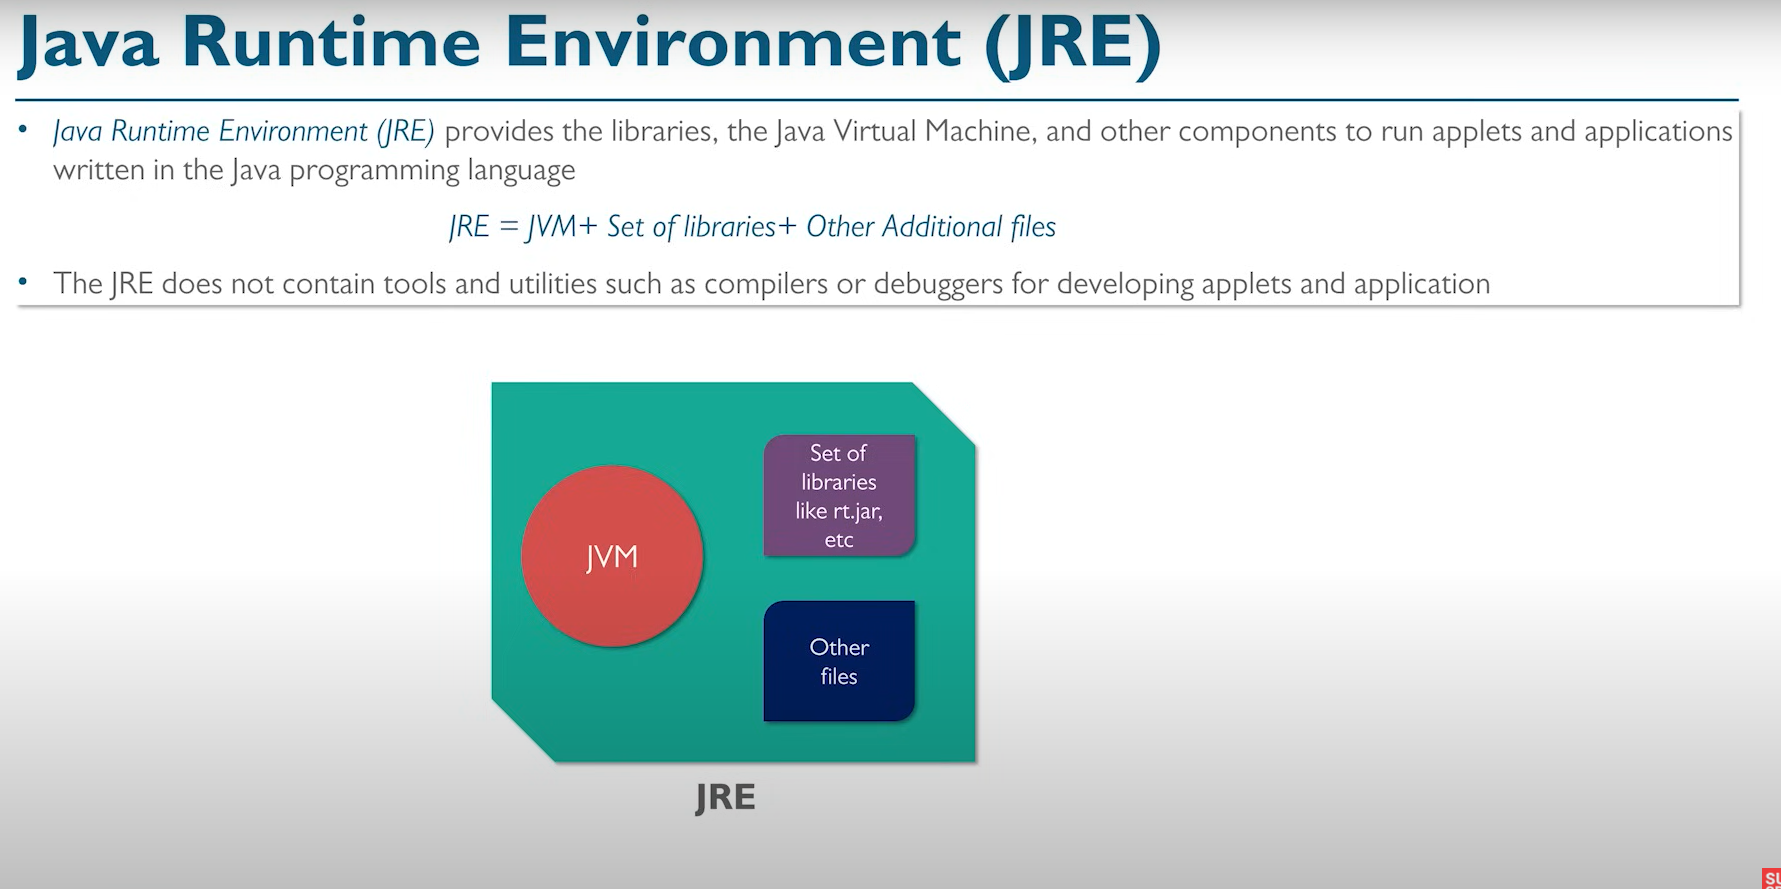 Java Runtime Environment (JRE)
• Java Runtime Environment (JRE) provides the libraries, the Java Virtual Machine, and other components to run applets and applications
written in the Java programming language
JRE = JVM+ Set of libraries+ Other Additional files
• The JRE does not contain tools and utilities such as compilers or debuggers for developing applets and application
JVM
Set of
libraries
like rt.jar,
etc
Other
files
JRE